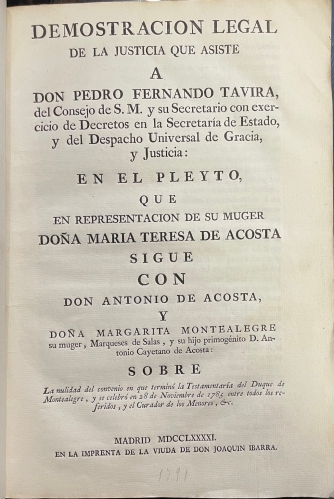 DEMOSTRACION LEGAL
DE LA JUSTICIA QUE ASISTE
A
DON PEDRO FERNANDO TAVIRA,
del Consejo de S. M. y su Secretario con exer-
cicio de Decretos en la Secretaría de Estado,
y del Despacho Universal de Gracia,
y Justicia:
EN EL PLEYTO,
QUE
EN REPRESENTACION DE SU MUGER
DOÑA MARIA TERESA DE ACOSTA
SIGUE
CON
DON ANTONIO DE ACOSTA,
Y
DOÑA MARGARITA MONTEALEGRE
su muger, Marqueses de Salas, y su hijo primogénito D. An-
tonio Cayetano de Acosta:
SOBRE
La nulidad del convenio en que terminó la Testamentaría del Duque de
Montealegre, y se celebró en 28 de Noviembre de 1785 entre todos los re-
feridos, y el Curador de los Menores, &c.
MADRID MDCCLXXXXI.
EN LA IMPRENTA DE LA VIUDA DE DON JOAQUIN IBARRA.
1791